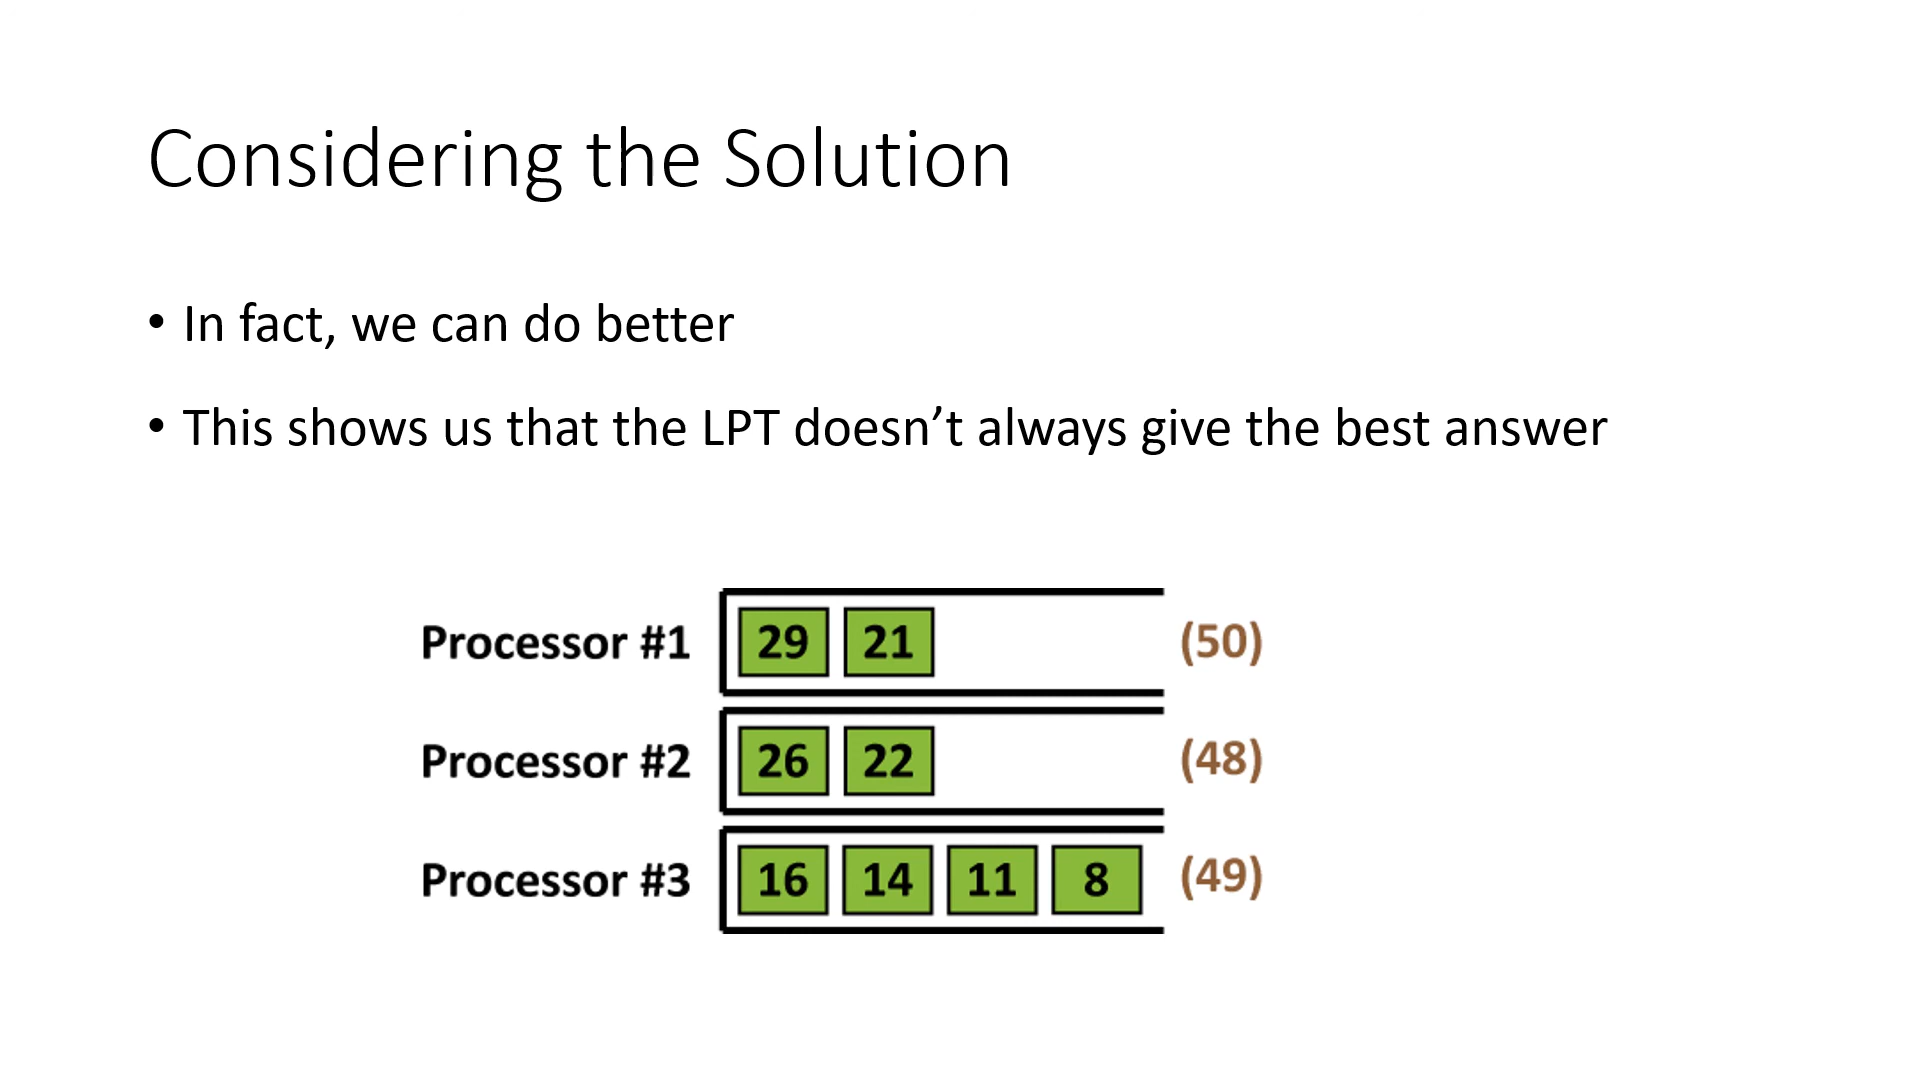 Considering the Solution
• In fact, we can do better
• This shows us that the LPT doesn’t always give the best answer
Processor #1 29 21 (50)
Processor #2 26 22 (48)
Processor #3 16 14 11 8 (49)